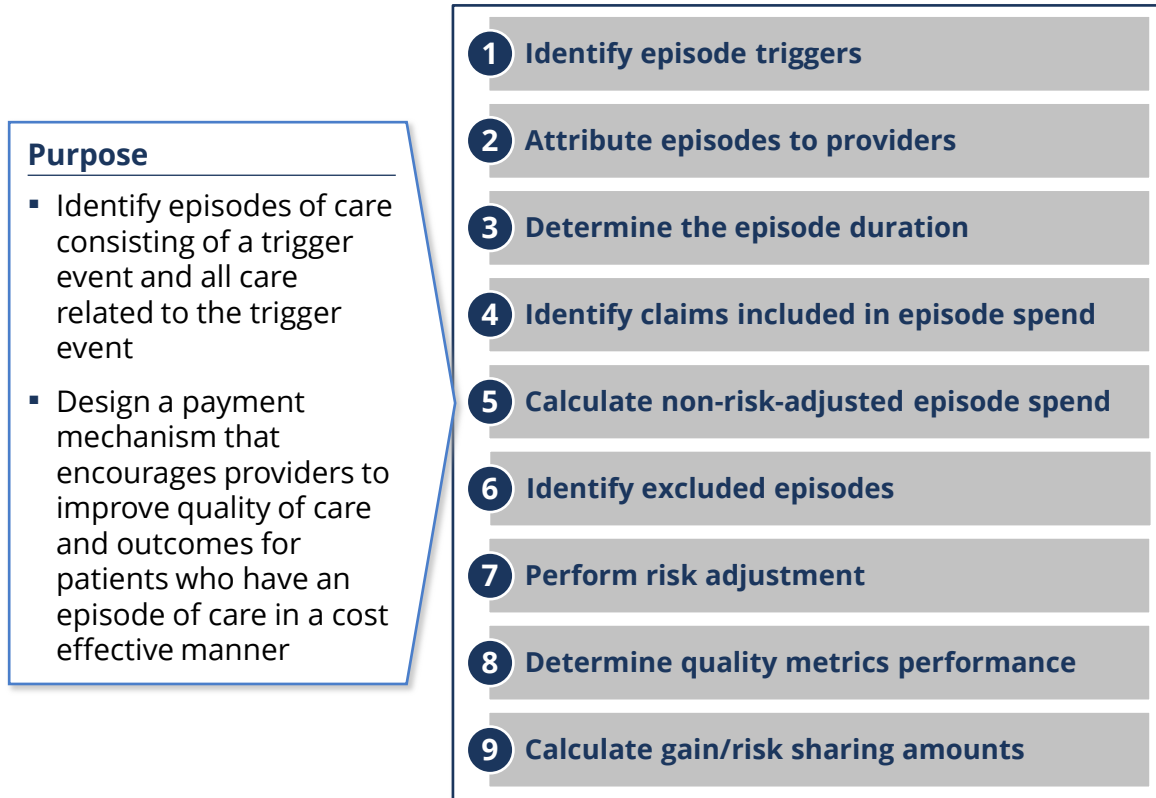 Purpose
▪ Identify episodes of care
consisting of a trigger
event and all care
related to the trigger
event
▪ Design a payment
mechanism that
encourages providers to
improve quality of care
and outcomes for
patients who have an
episode of care in a cost
effective manner
1 Identify episode triggers
2 Attribute episodes to providers
3 Determine the episode duration
4 Identify claims included in episode spend
5 Calculate non-risk-adjusted episode spend
6 Identify excluded episodes
7 Perform risk adjustment
8 Determine quality metrics performance
9 Calculate gain/risk sharing amounts